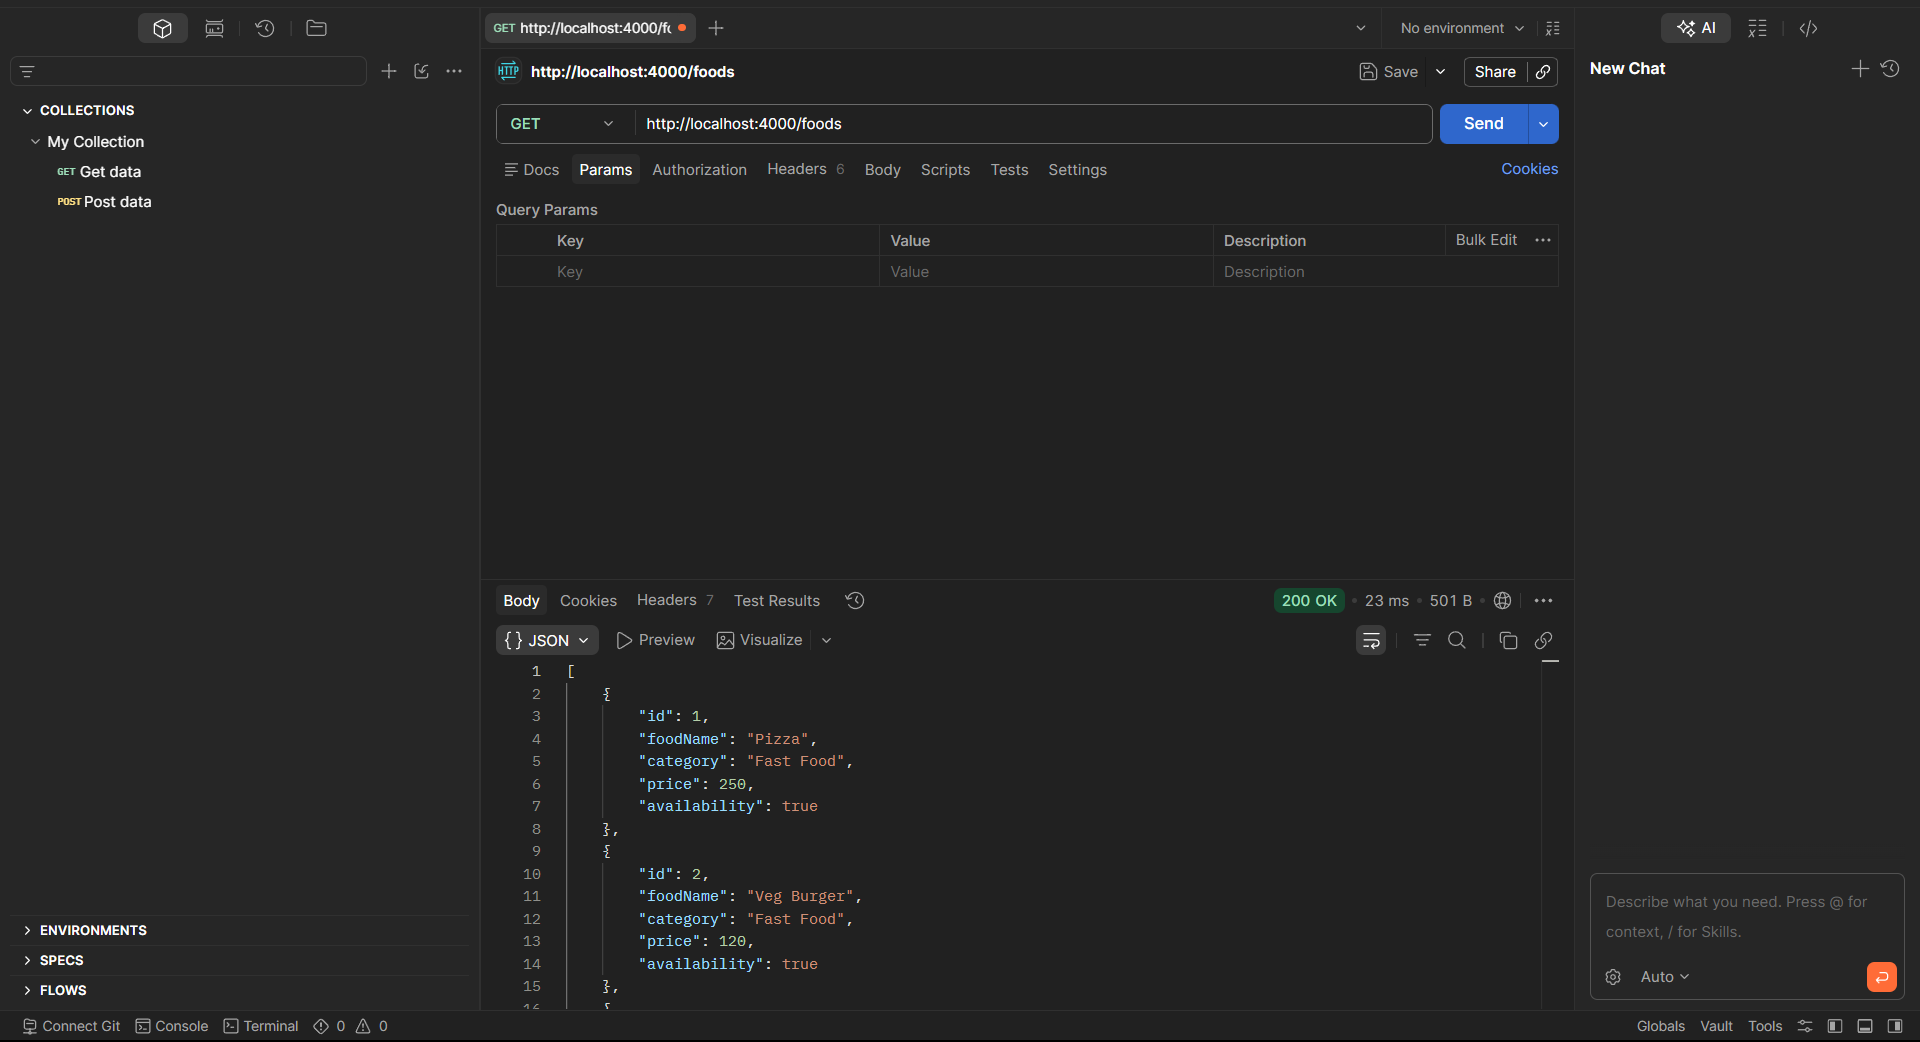 GET http://localhost:4000/fo
No environment
AI
HTTP http://localhost:4000/foods
Save
Share
New Chat
COLLECTIONS
My Collection
GET Get data
POST Post data
GET http://localhost:4000/foods
Send
Docs Params Authorization Headers 6 Body Scripts Tests Settings
Cookies
Query Params
Key Value Description Bulk Edit
Key Value Description
Body Cookies Headers 7 Test Results
200 OK • 23 ms • 501 B
{} JSON Preview Visualize
1 [
2 {
3 "id": 1,
4 "foodName": "Pizza",
5 "category": "Fast Food",
6 "price": 250,
7 "availability": true
8 },
9 {
10 "id": 2,
11 "foodName": "Veg Burger",
12 "category": "Fast Food",
13 "price": 120,
14 "availability": true
15 },
16 {
ENVIRONMENTS
SPECS
FLOWS
Describe what you need. Press @ for
context, / for Skills.
Auto
Connect Git Console Terminal 0 0
Globals Vault Tools